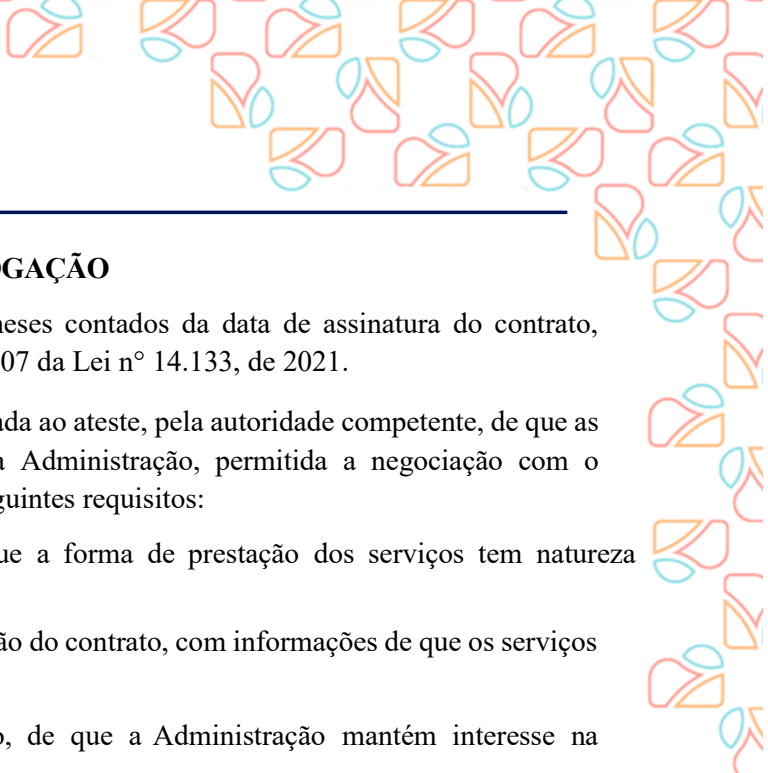 OGAÇÃO
neses contados da data de assinatura do contrato,
07 da Lei n° 14.133, de 2021.
ada ao ateste, pela autoridade competente, de que as
a Administração, permitida a negociação com o
guintes requisitos:
ue a forma de prestação dos serviços tem natureza
ão do contrato, com informações de que os serviços
o, de que a Administração mantém interesse na